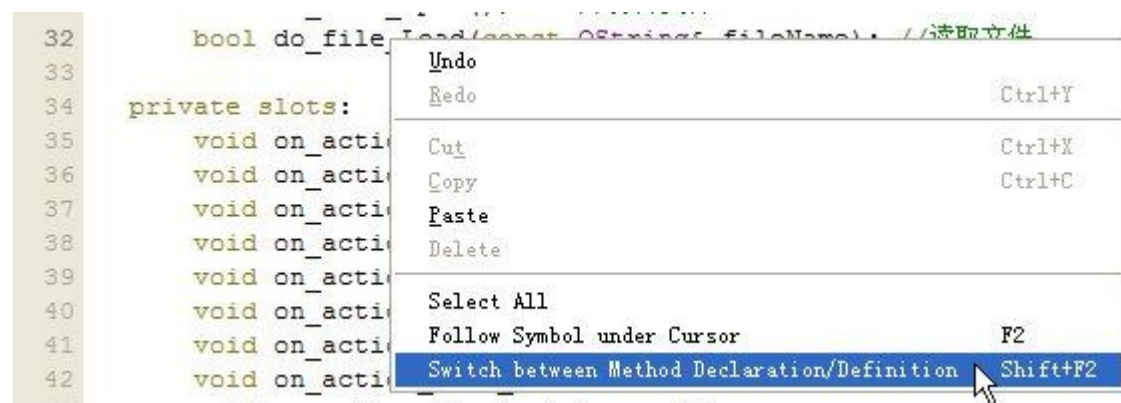 32 bool do_file_Load(const QString& fileName); //读取文件
33
34 private slots:
35 void on_acti
36 void on_acti
37 void on_acti
38 void on_acti
39 void on_acti
40 void on_acti
41 void on_acti
42 void on_acti
Undo
Redo Ctrl+Y
Cut Ctrl+X
Copy Ctrl+C
Paste
Delete
Select All
Follow Symbol under Cursor F2
Switch between Method Declaration/Definition Shift+F2